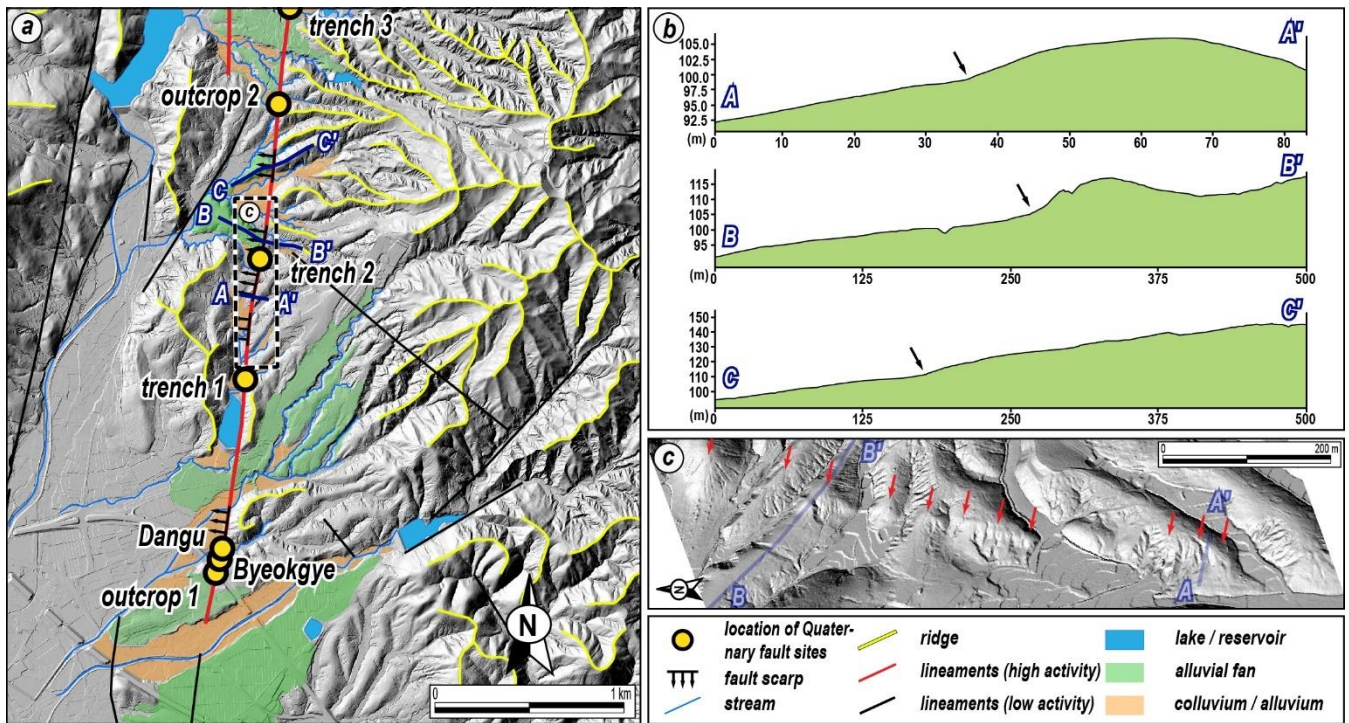 a
trench 3
outcrop 2
C'
C
B
c
B'
trench 2
A
A'
trench 1
Dangu
Byeokgye
outcrop 1
N
0
1 km
b
105.0
102.5
100.0
97.5
95.0
92.5
(m)
A
A'
0 10 20 30 40 50 60 70 80
115
110
105
100
95
(m)
B
B'
0 125 250 375 500
150
140
130
120
110
100
(m)
C
C'
0 125 250 375 500
c
B'
0
200 m
A'
N
B
A
location of Quater-
nary fault sites
fault scarp
stream
ridge
lineaments (high activity)
lineaments (low activity)
lake / reservoir
alluvial fan
colluvium / alluvium